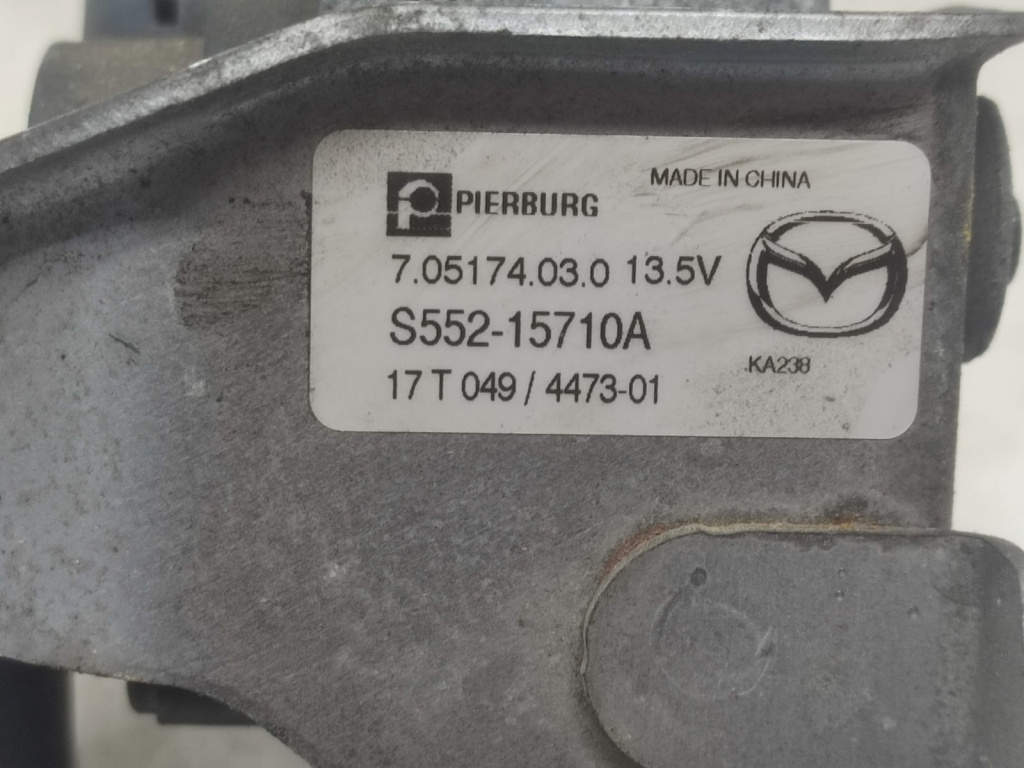 MADE IN CHINA
PIERBURG
7.05174.03.0 13.5V
S552-15710A
KA238
17 T 049 / 4473-01